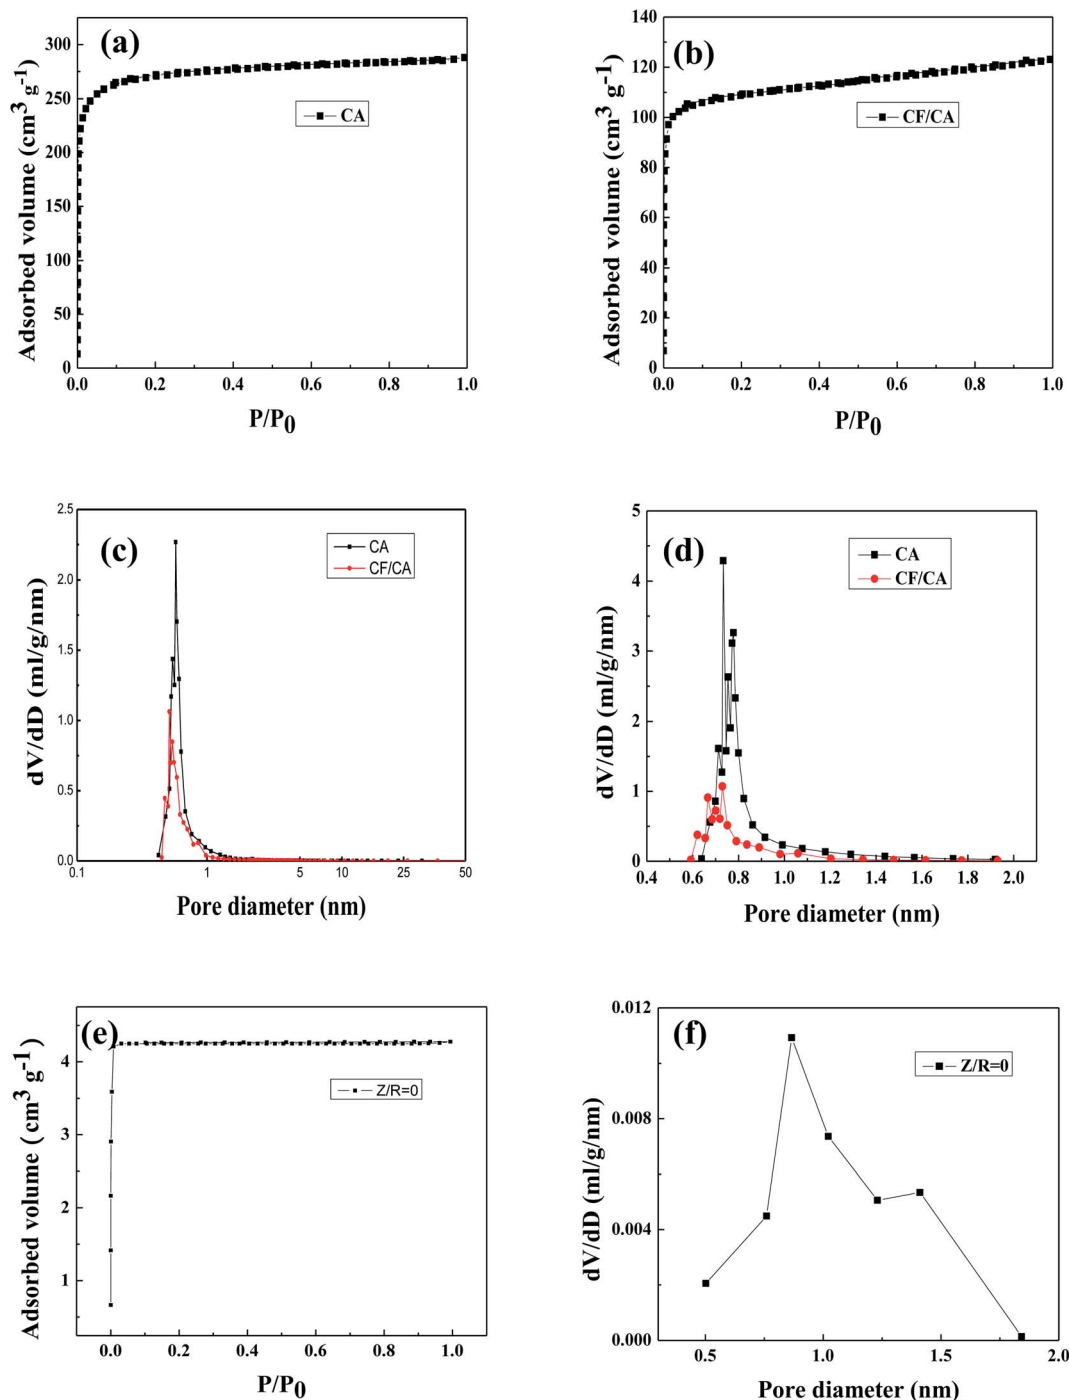 (a)
300
250
200
150
100
50
0
Adsorbed volume (cm³ g⁻¹)
CA
0.0 0.2 0.4 0.6 0.8 1.0
P/P₀
(b)
140
120
100
80
60
40
20
0
Adsorbed volume (cm³ g⁻¹)
CF/CA
0.0 0.2 0.4 0.6 0.8 1.0
P/P₀
(c)
2.5
2.0
1.5
1.0
0.5
0.0
dV/dD (ml/g/nm)
CA
CF/CA
0.1 1 5 10 25 50
Pore diameter (nm)
(d)
5
4
3
2
1
0
dV/dD (ml/g/nm)
CA
CF/CA
0.4 0.6 0.8 1.0 1.2 1.4 1.6 1.8 2.0
Pore diameter (nm)
(e)
4
3
2
1
Adsorbed volume ( cm³ g⁻¹)
Z/R=0
0.0 0.2 0.4 0.6 0.8 1.0
P/P₀
(f)
0.012
0.008
0.004
0.000
dV/dD (ml/g/nm)
Z/R=0
0.5 1.0 1.5 2.0
Pore diameter (nm)